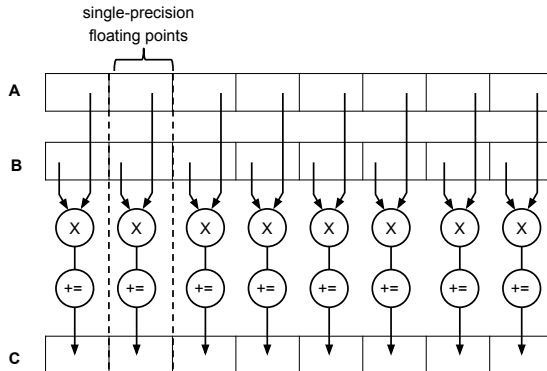 single-precision
floating points
A
B
X X X X X X X X
+= += += += += += += +=
C